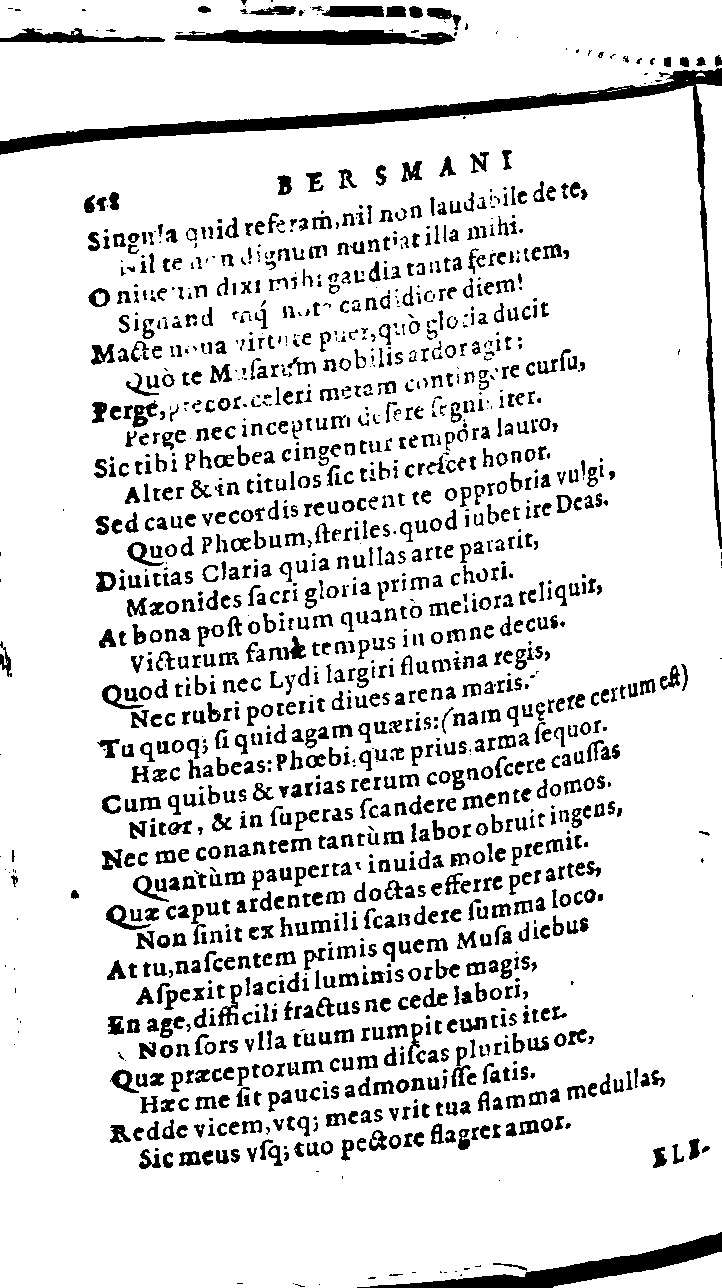 658 BERSMANI
Singula quid referam, nil non laudabile de te,
Nil te non dignum nuntiat illa mihi.
O niueum dixi mihi gaudia tanta ferentem,
Signand note candidiore diem!
Macte noua virtute puer, quò gloria ducit
Quò te Musarum nobilis ardor agit:
Perge, precor, celeri metam contingere cursu,
Perge nec inceptum desere segnis iter.
Sic tibi Phœbea cingentur tempora lauro,
Alter & in titulos sic tibi crescet honor.
Sed caue vecordis reuocent te opprobria vulgi,
Quod Phœbum, steriles. quod iubet ire Deas.
Diuitias Claria quia nullas arte pararit,
Mæonides sacri gloria prima chori.
At bona post obitum quantò meliora reliquit,
Victurum famæ tempus in omne decus.
Quod tibi nec Lydi largiri flumina regis,
Nec rubri poterit diues arena maris.
Tu quoq; si quid agam quæris: (nam quęrere certum est)
Hæc habeas: Phœbi, quæ prius, arma sequor.
Cum quibus & varias rerum cognoscere caussas
Nitor, & in superas scandere mente domos.
Nec me conantem tantùm labor obruit ingens,
Quantùm paupertas inuida mole premit.
Quæ caput ardentem doctas efferre per artes,
Non sinit ex humili scandere summa loco.
At tu, nascentem primis quem Musa diebus
Aspexit placidi luminis orbe magis,
En age, difficili fractus ne cede labori,
Non sors vlla tuum rumpit euntis iter.
Quæ præceptorum cum discas pluribus ore,
Hæc me sit paucis admonuisse satis.
Redde vicem, vtq; meas vrit tua flamma medullas,
Sic meus vsq; tuo pectore flagret amor.
ELE-